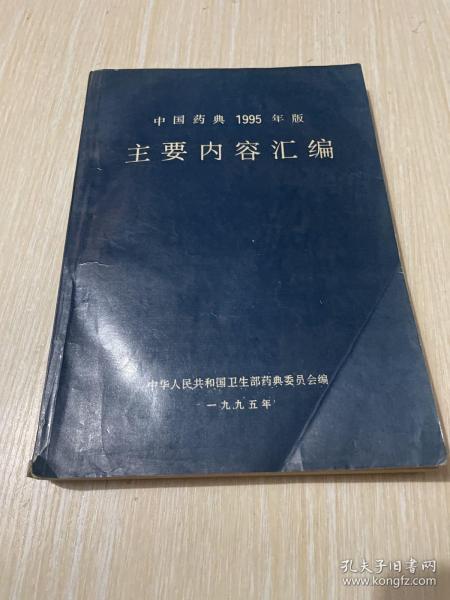 中国药典 1995 年版
主要内容汇编
中华人民共和国卫生部药典委员会编
一九九五年
孔夫子旧书网
www.kongfz.com